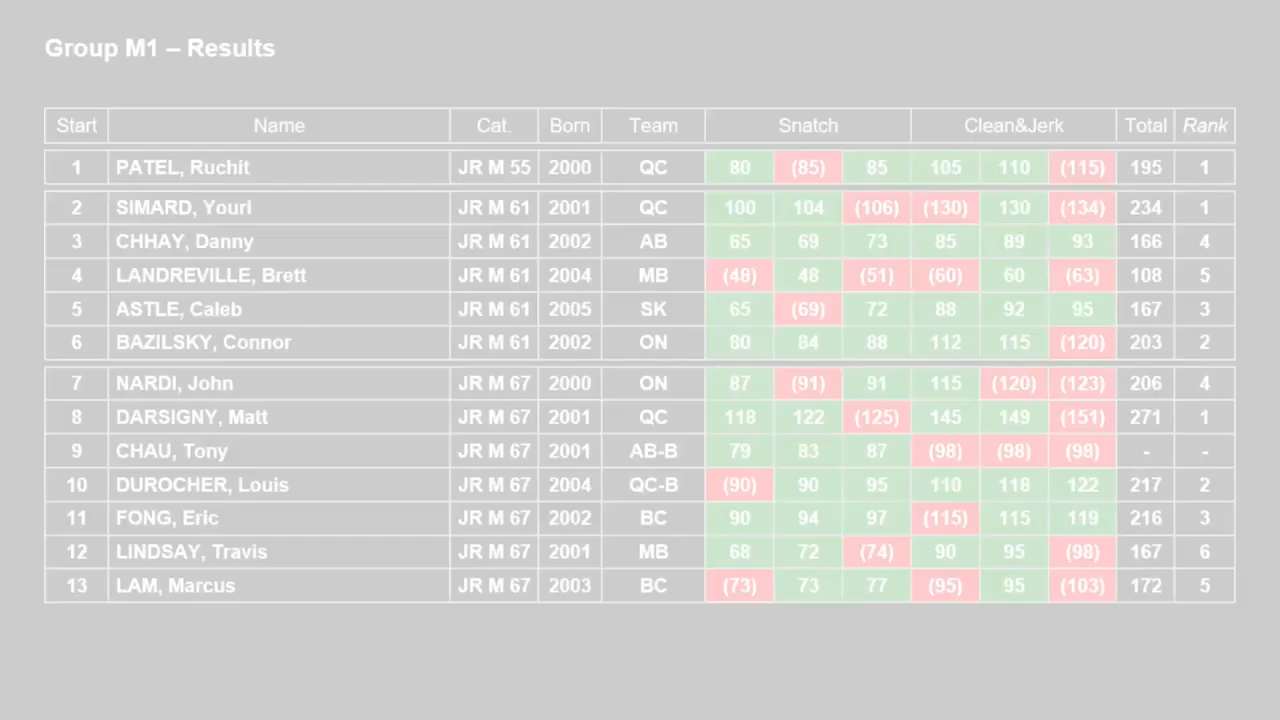 Group M1 – Results
Start Name Cat. Born Team Snatch Clean&Jerk Total Rank
1 PATEL, Ruchit JR M 55 2000 QC 80 (85) 85 105 110 (115) 195 1
2 SIMARD, Youri JR M 61 2001 QC 100 104 (106) (130) 130 (134) 234 1
3 CHHAY, Danny JR M 61 2002 AB 65 69 73 85 89 93 166 4
4 LANDREVILLE, Brett JR M 61 2004 MB (48) 48 (51) (60) 60 (63) 108 5
5 ASTLE, Caleb JR M 61 2005 SK 65 (69) 72 88 92 95 167 3
6 BAZILSKY, Connor JR M 61 2002 ON 80 84 88 112 115 (120) 203 2
7 NARDI, John JR M 67 2000 ON 87 (91) 91 115 (120) (123) 206 4
8 DARSIGNY, Matt JR M 67 2001 QC 118 122 (125) 145 149 (151) 271 1
9 CHAU, Tony JR M 67 2001 AB-B 79 83 87 (98) (98) (98) - -
10 DUROCHER, Louis JR M 67 2004 QC-B (90) 90 95 110 118 122 217 2
11 FONG, Eric JR M 67 2002 BC 90 94 97 (115) 115 119 216 3
12 LINDSAY, Travis JR M 67 2001 MB 68 72 (74) 90 95 (98) 167 6
13 LAM, Marcus JR M 67 2003 BC (73) 73 77 (95) 95 (103) 172 5